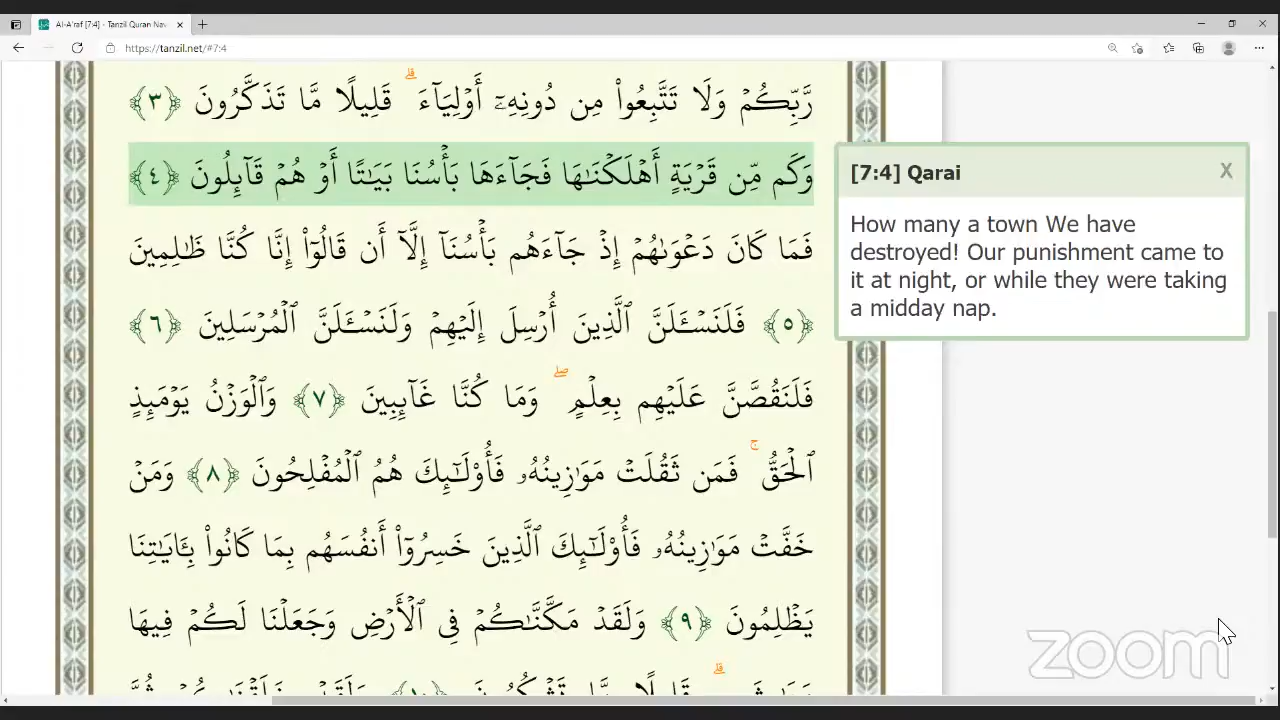 Al-A'raf [7:4] - Tanzil Quran Nav
https://tanzil.net/#7:4
رَّبِّكُمۡ وَلَا تَتَّبِعُوا۟ مِن دُونِهِۦٓ أَوۡلِيَآءَ ۗ قَلِيلًا مَّا تَذَكَّرُونَ ﴿٣﴾
وَكَم مِّن قَرۡيَةٍ أَهۡلَكۡنَـٰهَا فَجَآءَهَا بَأۡسُنَا بَيَـٰتًا أَوۡ هُمۡ قَآئِلُونَ ﴿٤﴾
فَمَا كَانَ دَعۡوَىٰهُمۡ إِذۡ جَآءَهُم بَأۡسُنَآ إِلَّآ أَن قَالُوٓا۟ إِنَّا كُنَّا ظَـٰلِمِينَ
﴿٥﴾ فَلَنَسۡـَٔلَنَّ ٱلَّذِينَ أُرۡسِلَ إِلَيۡهِمۡ وَلَنَسۡـَٔلَنَّ ٱلۡمُرۡسَلِينَ ﴿٦﴾
فَلَنَقُصَّنَّ عَلَيۡهِم بِعِلۡمٍ ۖ وَمَا كُنَّا غَآئِبِينَ ﴿٧﴾ وَٱلۡوَزۡنُ يَوۡمَئِذٍ
ٱلۡحَقُّ ۚ فَمَن ثَقُلَتۡ مَوَٰزِينُهُۥ فَأُو۟لَـٰٓئِكَ هُمُ ٱلۡمُفۡلِحُونَ ﴿٨﴾ وَمَنۡ
خَفَّتۡ مَوَٰزِينُهُۥ فَأُو۟لَـٰٓئِكَ ٱلَّذِينَ خَسِرُوٓا۟ أَنفُسَهُم بِمَا كَانُوا۟ بِـَٔايَـٰتِنَا
يَظۡلِمُونَ ﴿٩﴾ وَلَقَدۡ مَكَّنَّـٰكُمۡ فِى ٱلۡأَرۡضِ وَجَعَلۡنَا لَكُمۡ فِيهَا
[7:4] Qarai
X
How many a town We have
destroyed! Our punishment came to
it at night, or while they were taking
a midday nap.
zoom